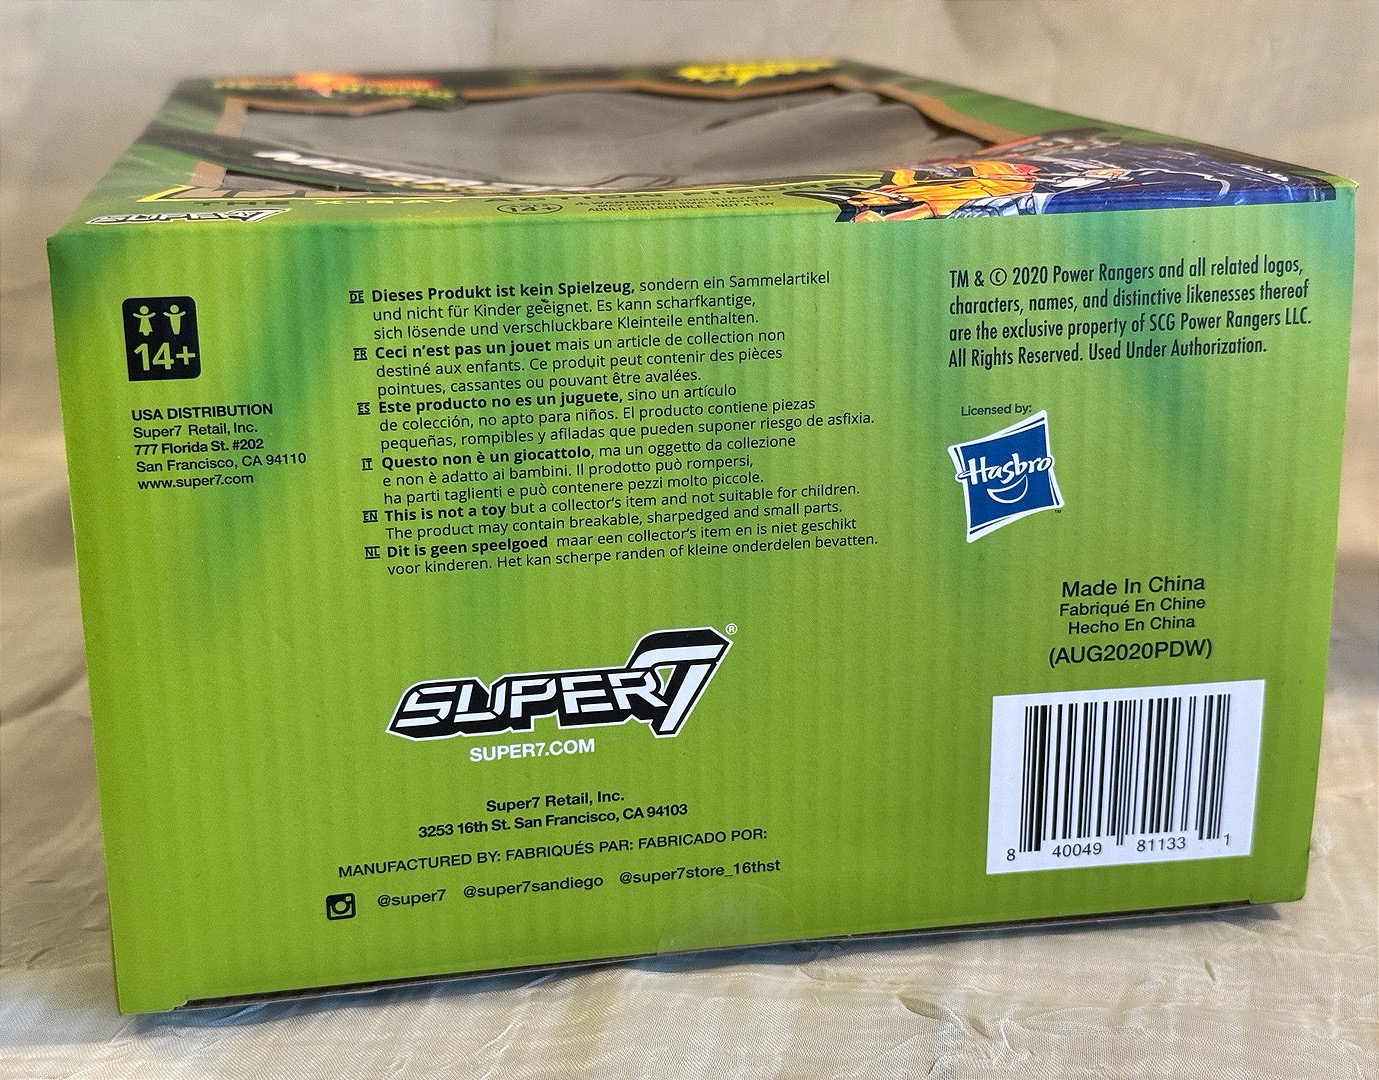 SUPER7
14+
ADULT COLLECTIBLE - NOT A TOY
14+
USA DISTRIBUTION
Super7 Retail, Inc.
777 Florida St. #202
San Francisco, CA 94110
www.super7.com
DE Dieses Produkt ist kein Spielzeug, sondern ein Sammelartikel
und nicht für Kinder geeignet. Es kann scharfkantige,
sich lösende und verschluckbare Kleinteile enthalten.
FR Ceci n'est pas un jouet mais un article de collection non
destiné aux enfants. Ce produit peut contenir des pièces
pointues, cassantes ou pouvant être avalées.
ES Este producto no es un juguete, sino un artículo
de colección, no apto para niños. El producto contiene piezas
pequeñas, rompibles y afiladas que pueden suponer riesgo de asfixia.
IT Questo non è un giocattolo, ma un oggetto da collezione
e non è adatto ai bambini. Il prodotto può rompersi,
ha parti taglienti e può contenere pezzi molto piccole.
EN This is not a toy but a collector's item and not suitable for children.
The product may contain breakable, sharpedged and small parts.
NL Dit is geen speelgoed maar een collector's item en is niet geschikt
voor kinderen. Het kan scherpe randen of kleine onderdelen bevatten.
TM & © 2020 Power Rangers and all related logos,
characters, names, and distinctive likenesses thereof
are the exclusive property of SCG Power Rangers LLC.
All Rights Reserved. Used Under Authorization.
Licensed by:
Hasbro
TM
Made In China
Fabriqué En Chine
Hecho En China
(AUG2020PDW)
SUPER7®
SUPER7.COM
Super7 Retail, Inc.
3253 16th St. San Francisco, CA 94103
MANUFACTURED BY: FABRIQUÉS PAR: FABRICADO POR:
@super7 @super7sandiego @super7store_16thst
8 40049 81133 1